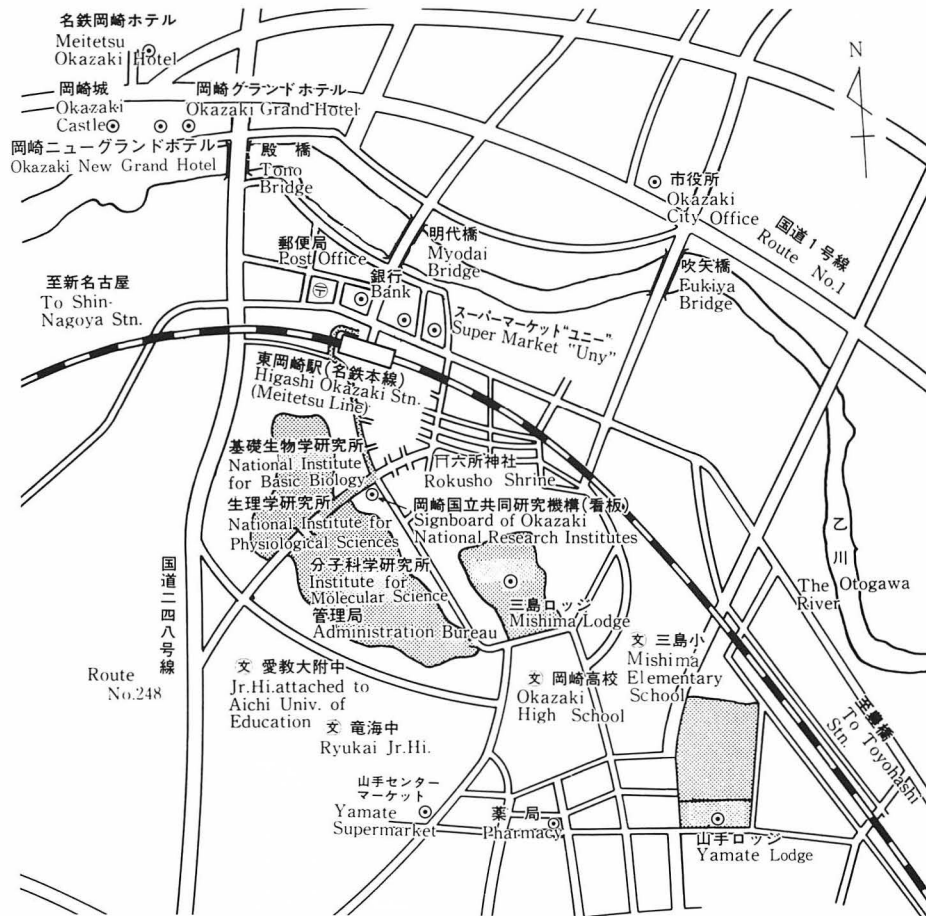 名鉄岡崎ホテル
Meitetsu
Okazaki Hotel
岡崎城
Okazaki
Castle
岡崎グランドホテル
Okazaki Grand Hotel
岡崎ニューグランドホテル
Okazaki New Grand Hotel
殿橋
Tono
Bridge
N
市役所
Okazaki
City Office
国道1号線
Route No.1
明代橋
Myodai
Bridge
郵便局
Post Office
〒
銀行
Bank
吹矢橋
Fukiya
Bridge
至新名古屋
To Shin-
Nagoya Stn.
スーパーマーケット"ユニー"
Super Market "Uny"
東岡崎駅(名鉄本線)
Higashi Okazaki Stn.
(Meitetsu Line)
基礎生物学研究所
National Institute
for Basic Biology
六所神社
Rokusho Shrine
生理学研究所
National Institute for
Physiological Sciences
岡崎国立共同研究機構(看板)
Signboard of Okazaki
National Research Institutes
分子科学研究所
Institute for
Molecular Science
管理局
Administration Bureau
三島ロッジ
Mishima Lodge
乙川
The Otogawa
River
国道二四八号線
Route
No.248
文 愛教大附中
Jr.Hi.attached to
Aichi Univ. of
Education
文 竜海中
Ryukai Jr.Hi.
文 岡崎高校
Okazaki
High School
文 三島小
Mishima
Elementary
School
至豊橋
To Toyohashi
Stn.
山手センター
マーケット
Yamate
Supermarket
薬局
Pharmacy
山手ロッジ
Yamate Lodge